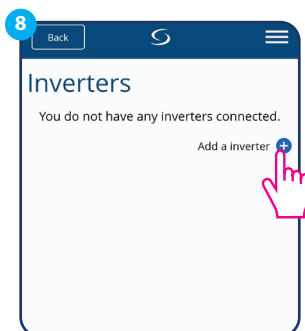 8
Back
Inverters
You do not have any inverters connected.
Add a inverter